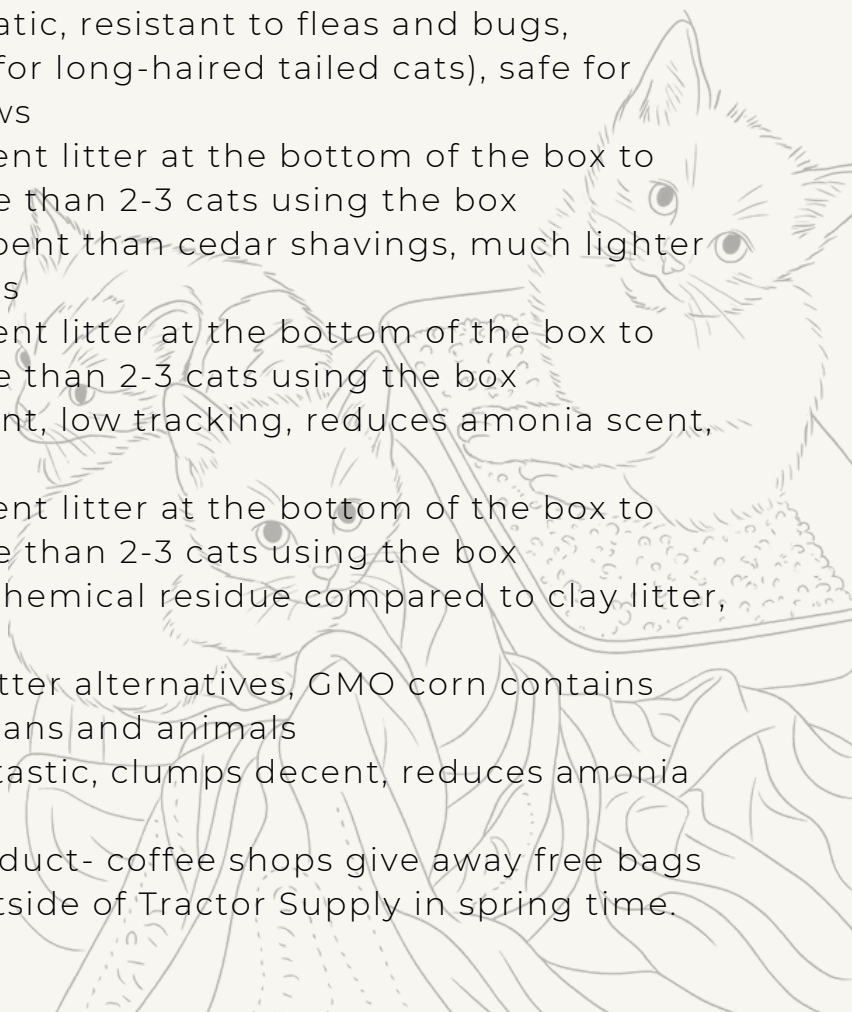 atic, resistant to fleas and bugs,
for long-haired tailed cats), safe for
ws
ent litter at the bottom of the box to
e than 2-3 cats using the box
bent than cedar shavings, much lighter
s
ent litter at the bottom of the box to
e than 2-3 cats using the box
nt, low tracking, reduces amonia scent,
ent litter at the bottom of the box to
e than 2-3 cats using the box
hemical residue compared to clay litter,
tter alternatives, GMO corn contains
ans and animals
tastic, clumps decent, reduces amonia
duct- coffee shops give away free bags
tside of Tractor Supply in spring time.